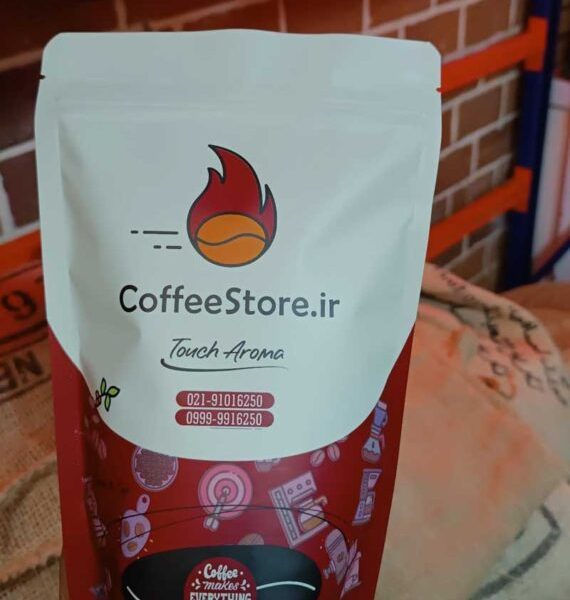 CoffeeStore.ir
Touch Aroma
021-91016250
0999-9916250
Coffee
makes
EVERYTHING